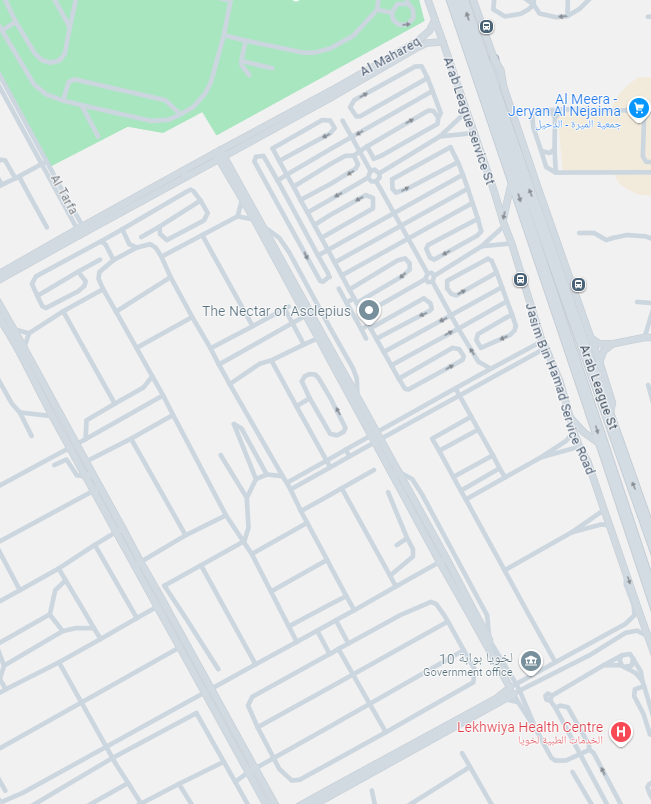 Al Mahareq
Arab League service St
Al Meera -
Jeryan Al Nejaima
جمعية الميرة - الدحيل
Al Tarfa
The Nectar of Asclepius
Jasim Bin Hamad Service Road
Arab League St
لخويا بوابة 10
Government office
Lekhwiya Health Centre
الخدمات الطبية لخويا
H